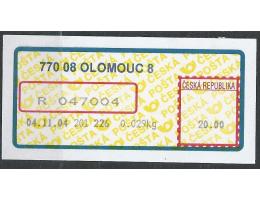 770 08 OLOMOUC 8
ČESKÁ REPUBLIKA
R 047004
04.11.04 201 226 0.029kg 20.00